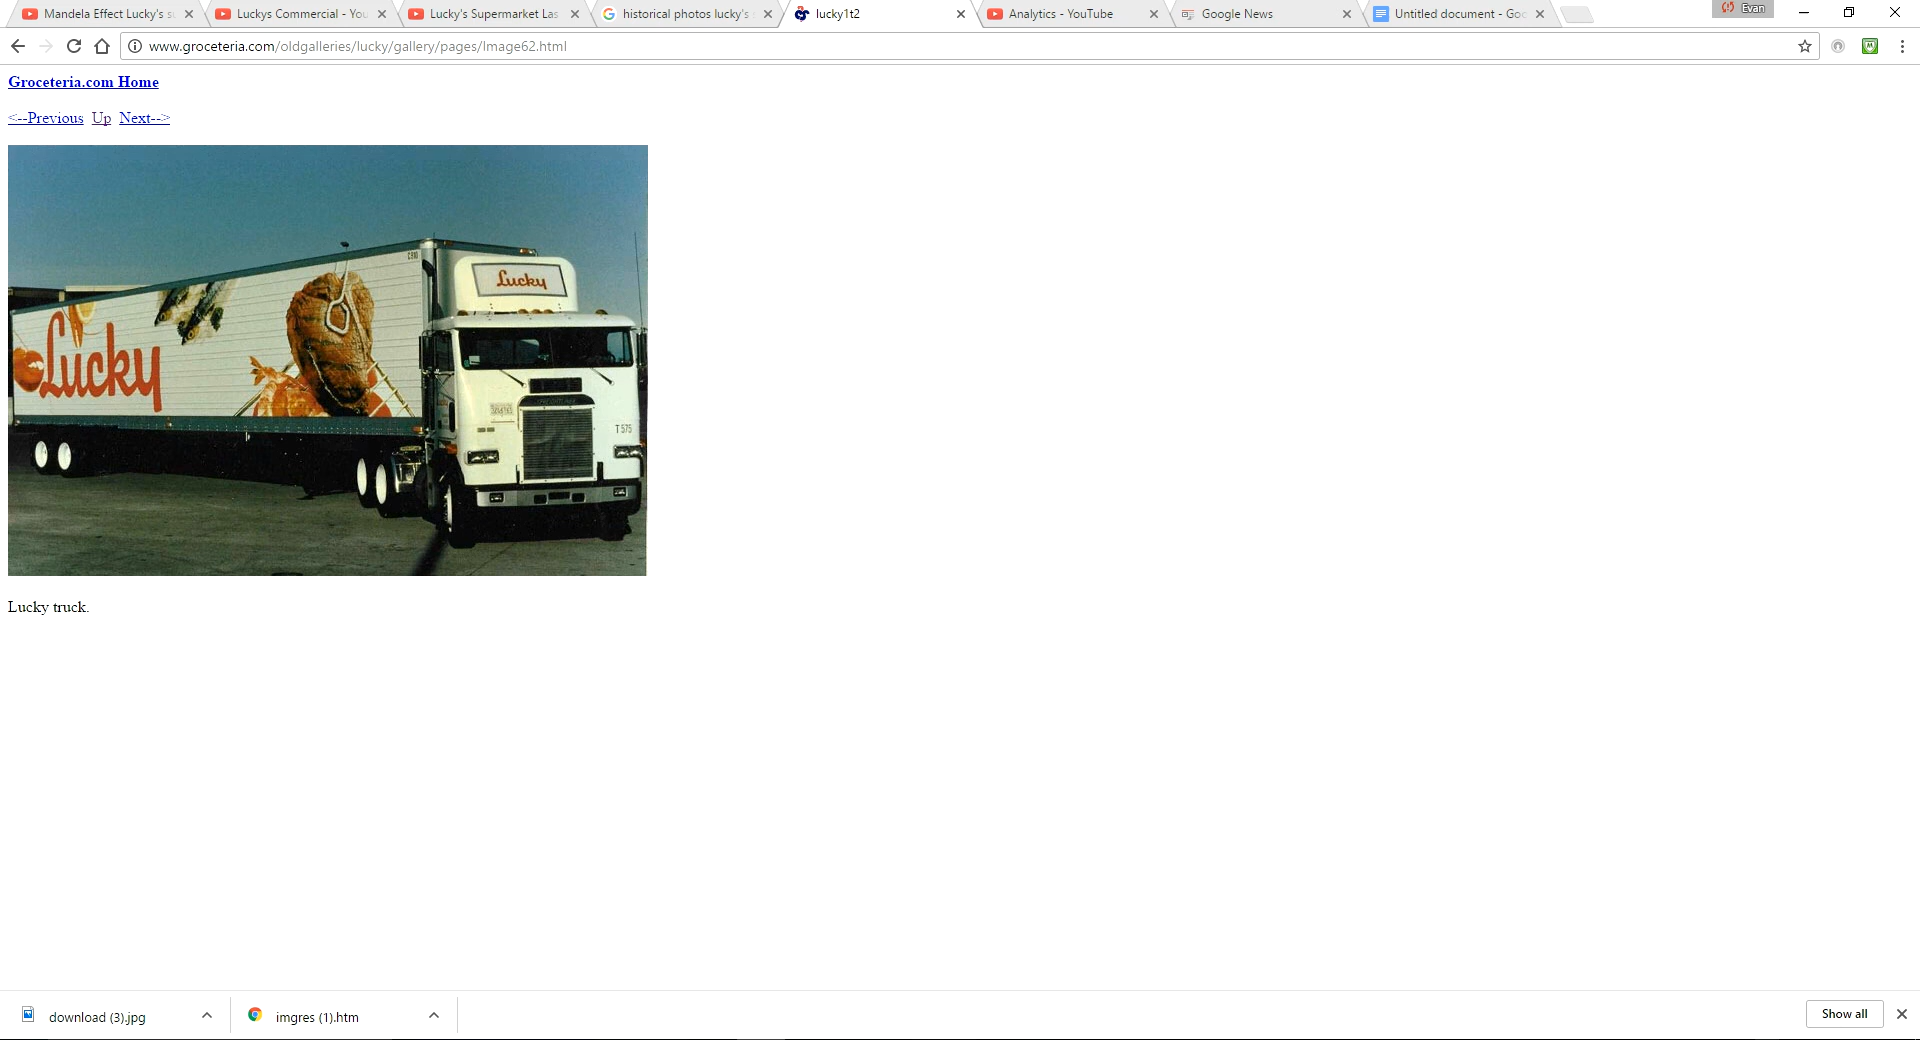 Mandela Effect Lucky's s
Luckys Commercial - You
Lucky's Supermarket Las
historical photos lucky's
lucky1t2
Analytics - YouTube
Google News
Untitled document - Goo
Evan
www.groceteria.com/oldgalleries/lucky/gallery/pages/Image62.html
Groceteria.com Home
<--Previous Up Next-->
Lucky
Lucky
T 575
Lucky truck.
download (3).jpg
imgres (1).htm
Show all